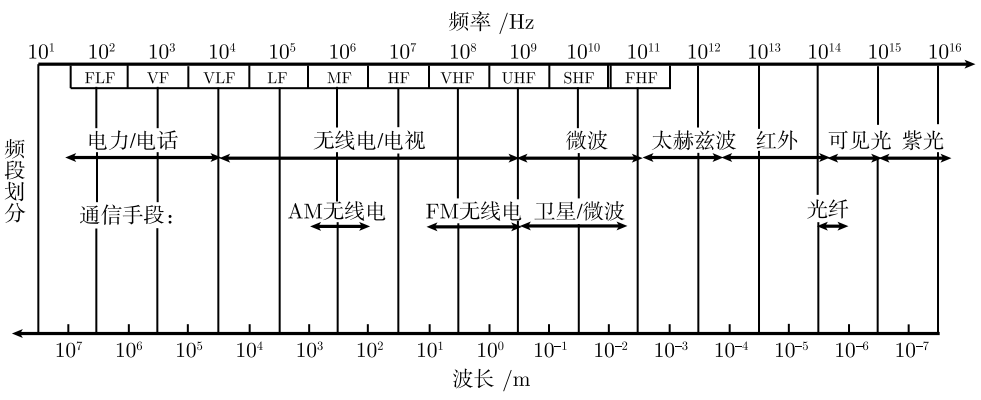 频率 /Hz
10¹ 10² 10³ 10⁴ 10⁵ 10⁶ 10⁷ 10⁸ 10⁹ 10¹⁰ 10¹¹ 10¹² 10¹³ 10¹⁴ 10¹⁵ 10¹⁶
FLF VF VLF LF MF HF VHF UHF SHF FHF
频段划分
电力/电话 无线电/电视 微波 太赫兹波 红外 可见光 紫光
通信手段： AM无线电 FM无线电 卫星/微波 光纤
10⁷ 10⁶ 10⁵ 10⁴ 10³ 10² 10¹ 10⁰ 10⁻¹ 10⁻² 10⁻³ 10⁻⁴ 10⁻⁵ 10⁻⁶ 10⁻⁷
波长 /m